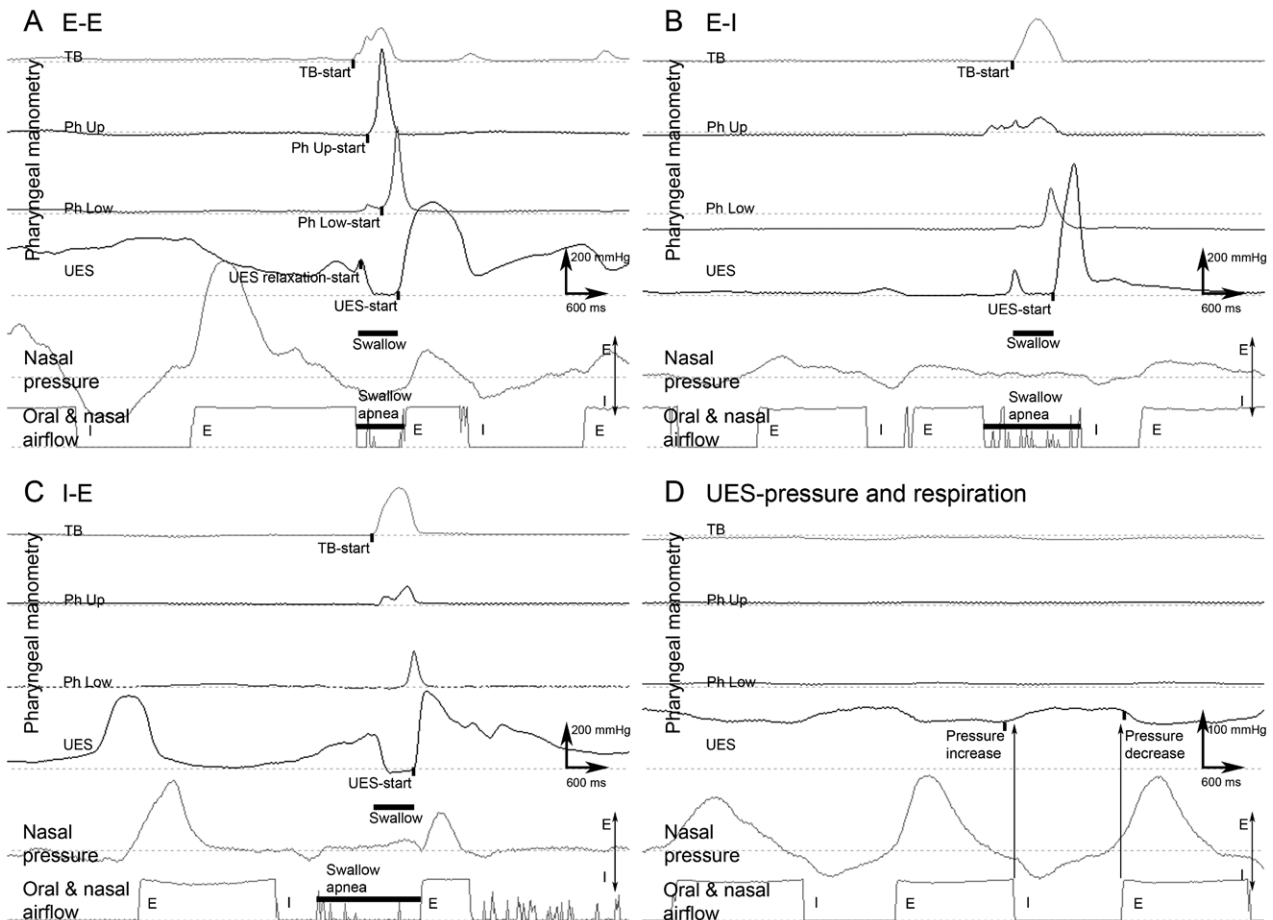 A E-E
Pharyngeal manometry
TB
TB-start
Ph Up
Ph Up-start
Ph Low
Ph Low-start
UES
UES relaxation-start
200 mmHg
UES-start
600 ms
Swallow
Nasal
pressure
E
I
Swallow
apnea
Oral & nasal
airflow
I
E
E
I
E
B E-I
Pharyngeal manometry
TB
TB-start
Ph Up
Ph Low
UES
200 mmHg
UES-start
600 ms
Swallow
Nasal
pressure
E
I
Swallow
apnea
Oral & nasal
airflow
E
I
E
I
E
C I-E
Pharyngeal manometry
TB
TB-start
Ph Up
Ph Low
UES
200 mmHg
UES-start
600 ms
Swallow
Nasal
pressure
E
I
Swallow
apnea
Oral & nasal
airflow
E
I
E
D UES-pressure and respiration
Pharyngeal manometry
TB
Ph Up
Ph Low
UES
Pressure
increase
Pressure
decrease
100 mmHg
600 ms
Nasal
pressure
E
I
Oral & nasal
airflow
I
E
I
E